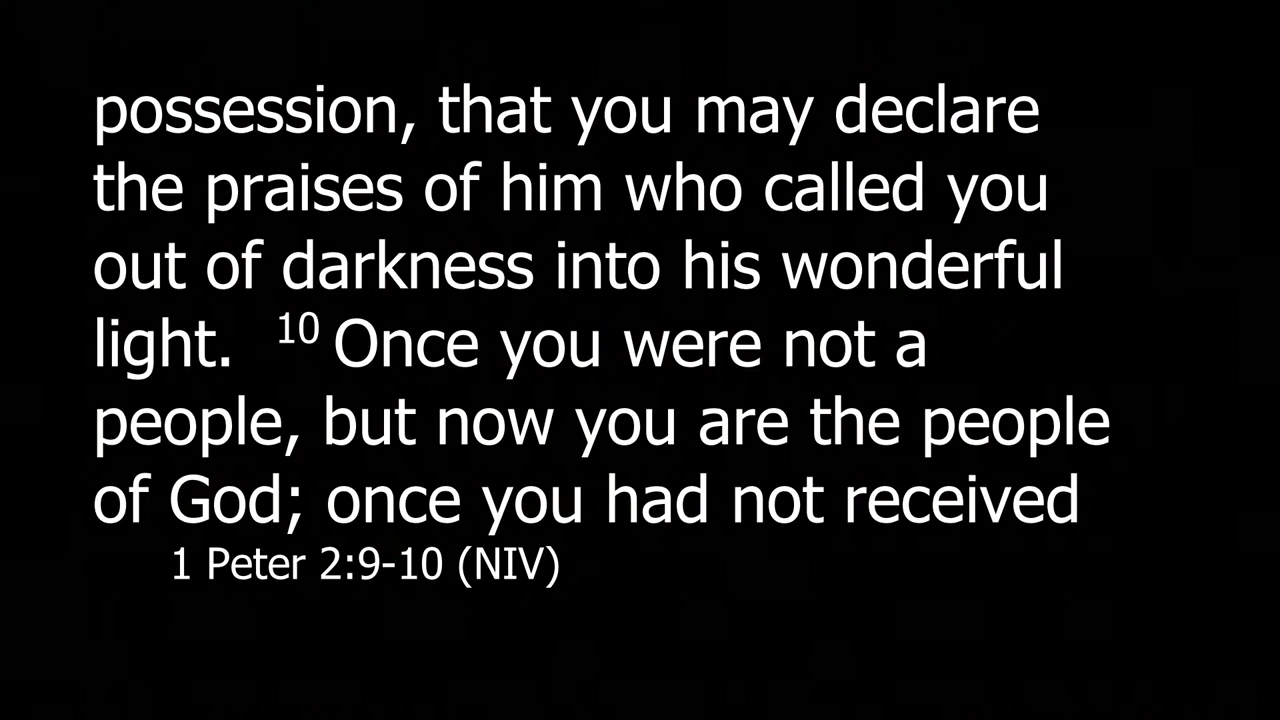 possession, that you may declare
the praises of him who called you
out of darkness into his wonderful
light. 10 Once you were not a
people, but now you are the people
of God; once you had not received
1 Peter 2:9-10 (NIV)